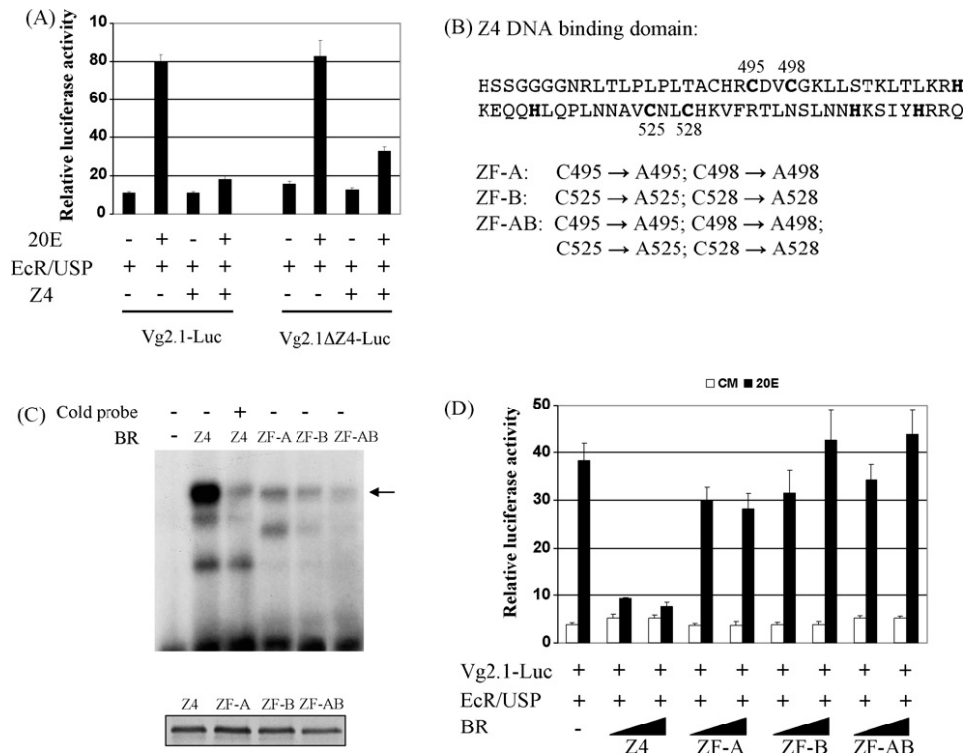 (A)
Relative luciferase activity
10
80
60
40
20
0
20E - + - + - + - +
EcR/USP + + + + + + + +
Z4 - - + + - - + +
Vg2.1-Luc Vg2.1ΔZ4-Luc
(B) Z4 DNA binding domain:
495 498
HSSGGGGNRLTLPLPLTACHRCDVCGKLLSTKLTLKRH
KEQQHLQPLNNAVCNLCHKVFRTLNSLNNHKSIYHRRQ
525 528
ZF-A: C495 → A495; C498 → A498
ZF-B: C525 → A525; C528 → A528
ZF-AB: C495 → A495; C498 → A498;
C525 → A525; C528 → A528
(C)
Cold probe - - + - - -
BR - Z4 Z4 ZF-A ZF-B ZF-AB
Z4 ZF-A ZF-B ZF-AB
(D)
CM 20E
Relative luciferase activity
50
40
30
20
10
0
Vg2.1-Luc + + + + + + + + +
EcR/USP + + + + + + + + +
BR -
Z4 ZF-A ZF-B ZF-AB